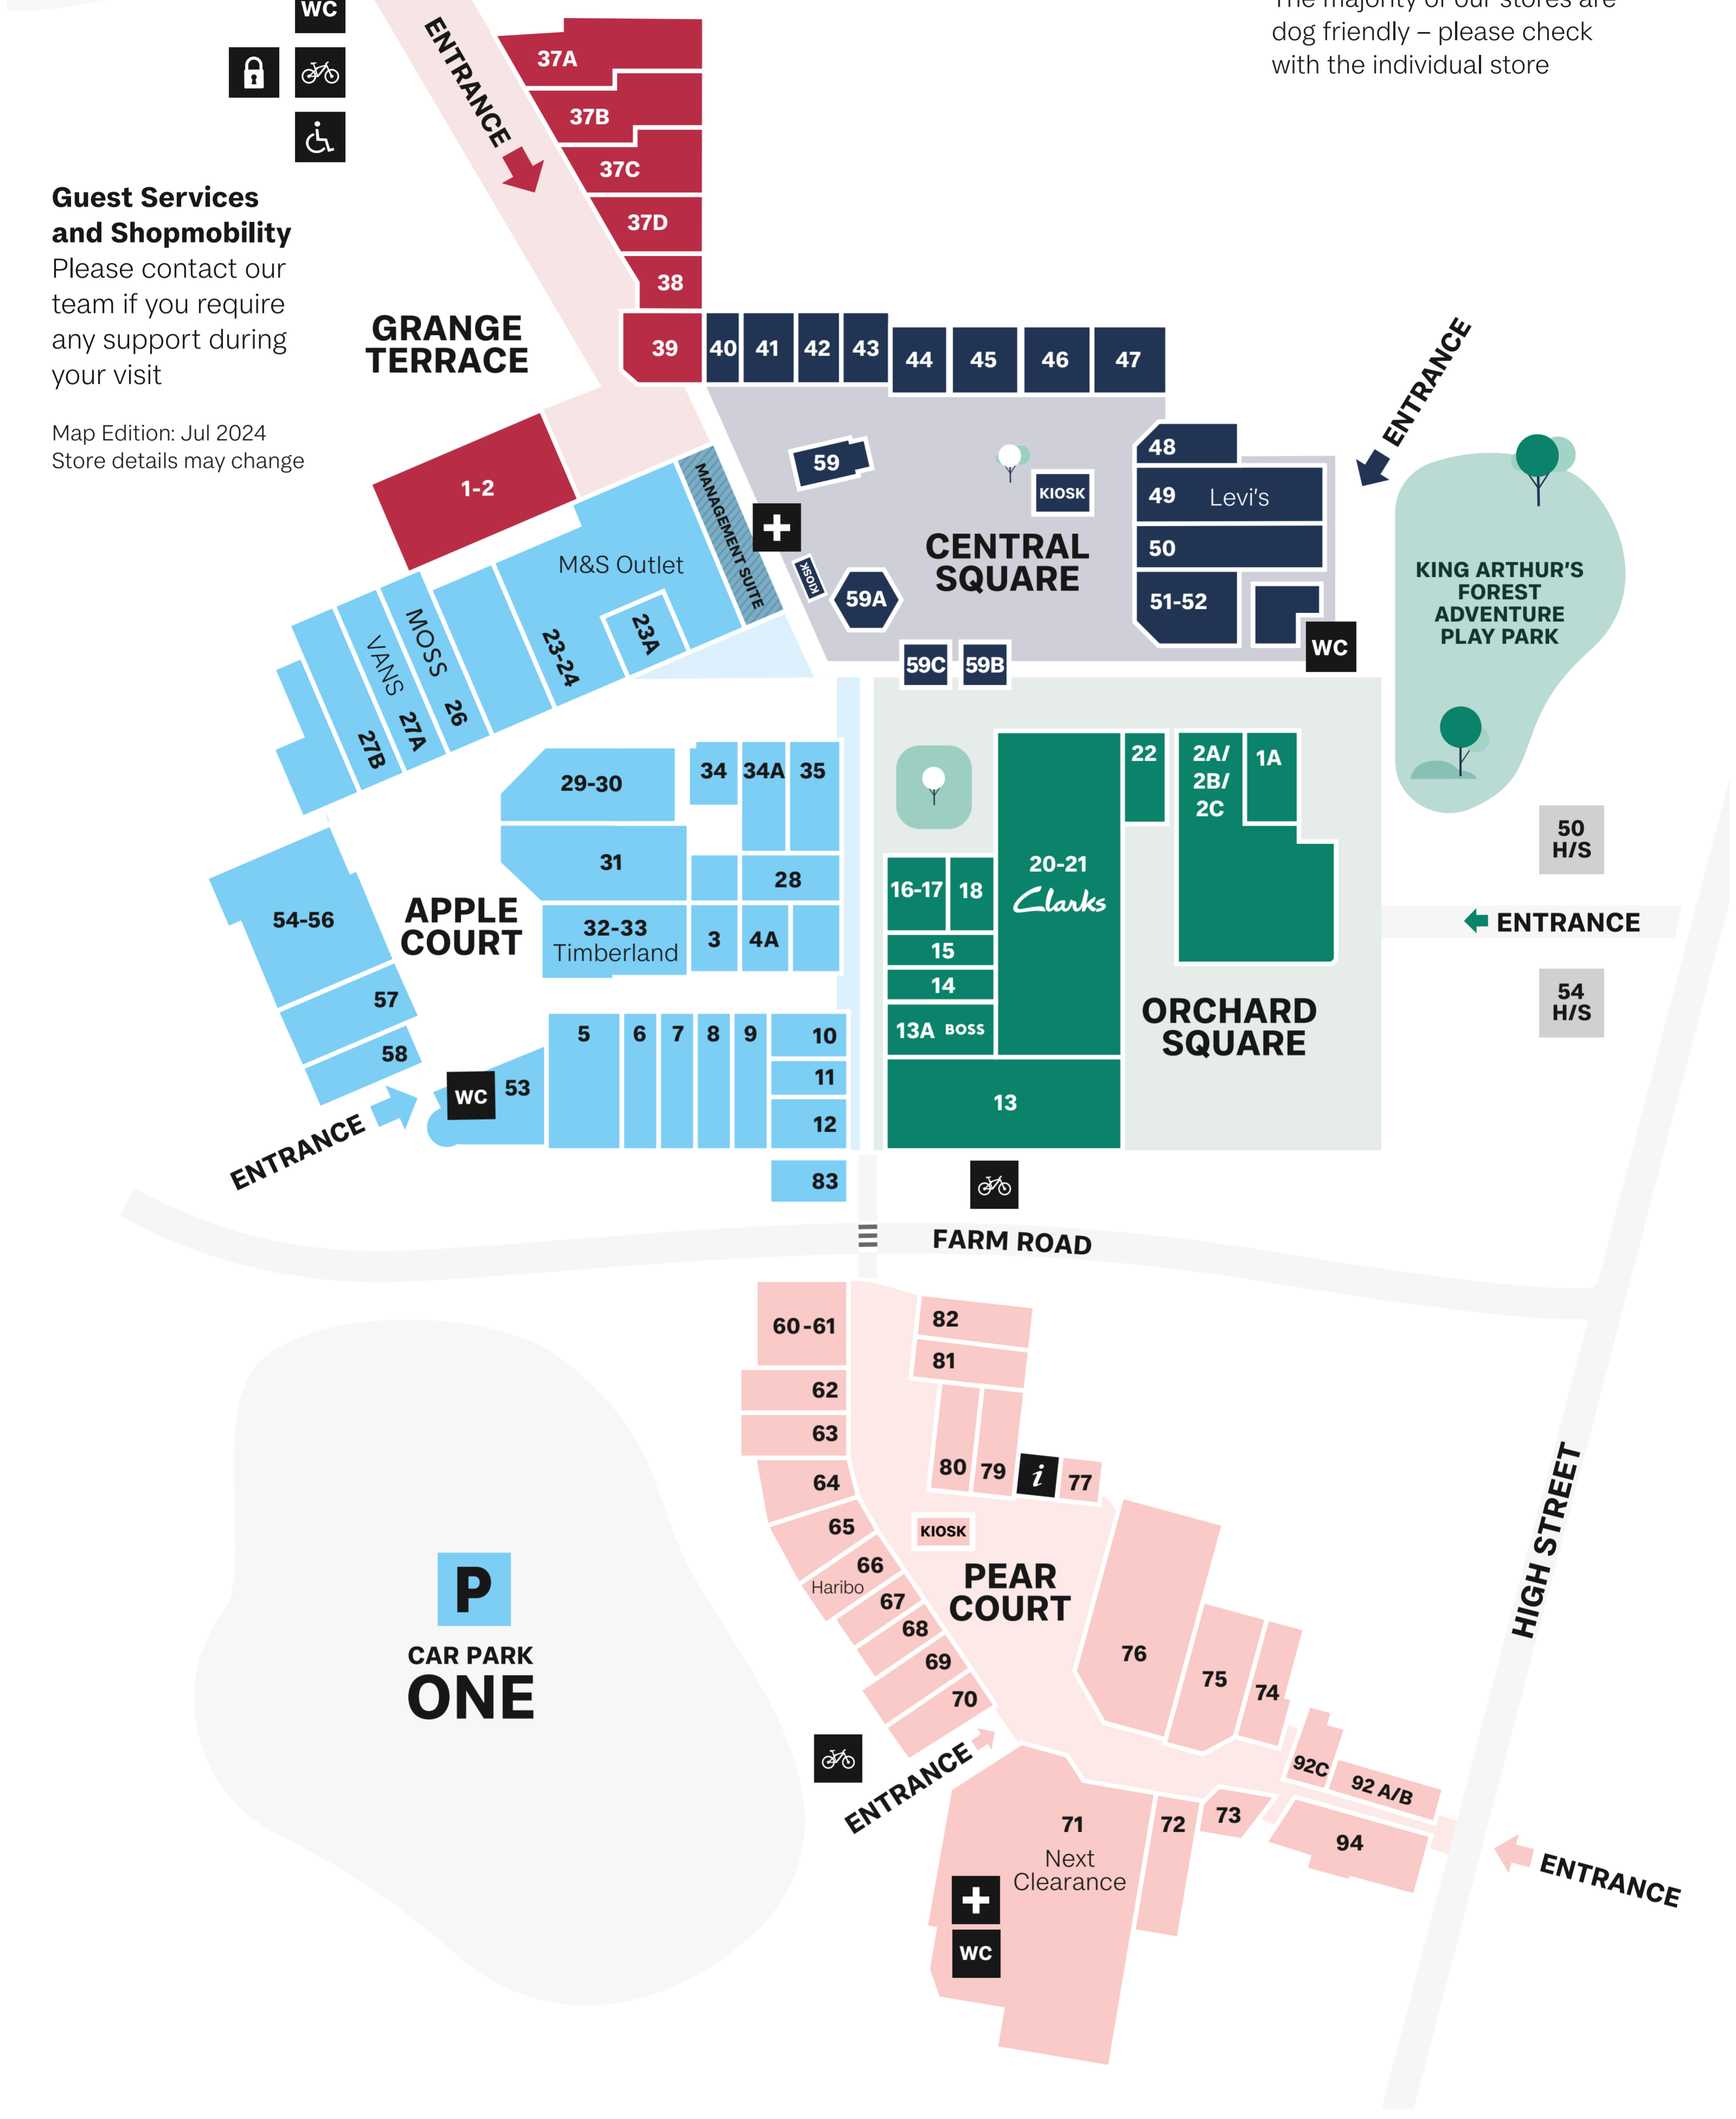 WC
The majority of our stores are
dog friendly – please check
with the individual store
ENTRANCE
37A
37B
37C
37D
38
39
Guest Services
and Shopmobility
Please contact our
team if you require
any support during
your visit
Map Edition: Jul 2024
Store details may change
GRANGE
TERRACE
40
41
42
43
44
45
46
47
ENTRANCE
1-2
MANAGEMENT SUITE
59
KIOSK
48
49
Levi's
50
51-52
WC
CENTRAL
SQUARE
KIOSK
59A
59C
59B
KING ARTHUR'S
FOREST
ADVENTURE
PLAY PARK
M&S Outlet
23A
23-24
MOSS
26
VANS
27A
27B
29-30
34
34A
35
31
28
32-33
Timberland
3
4A
54-56
APPLE
COURT
57
58
WC
53
ENTRANCE
5
6
7
8
9
10
11
12
83
22
2A/
2B/
2C
1A
20-21
Clarks
16-17
18
15
14
13A
BOSS
13
ORCHARD
SQUARE
50
H/S
ENTRANCE
54
H/S
FARM ROAD
60-61
62
63
64
65
66
Haribo
67
68
69
70
82
81
80
79
i
77
KIOSK
PEAR
COURT
76
75
74
HIGH STREET
P
CAR PARK
ONE
ENTRANCE
92C
92 A/B
71
Next
Clearance
WC
72
73
94
ENTRANCE